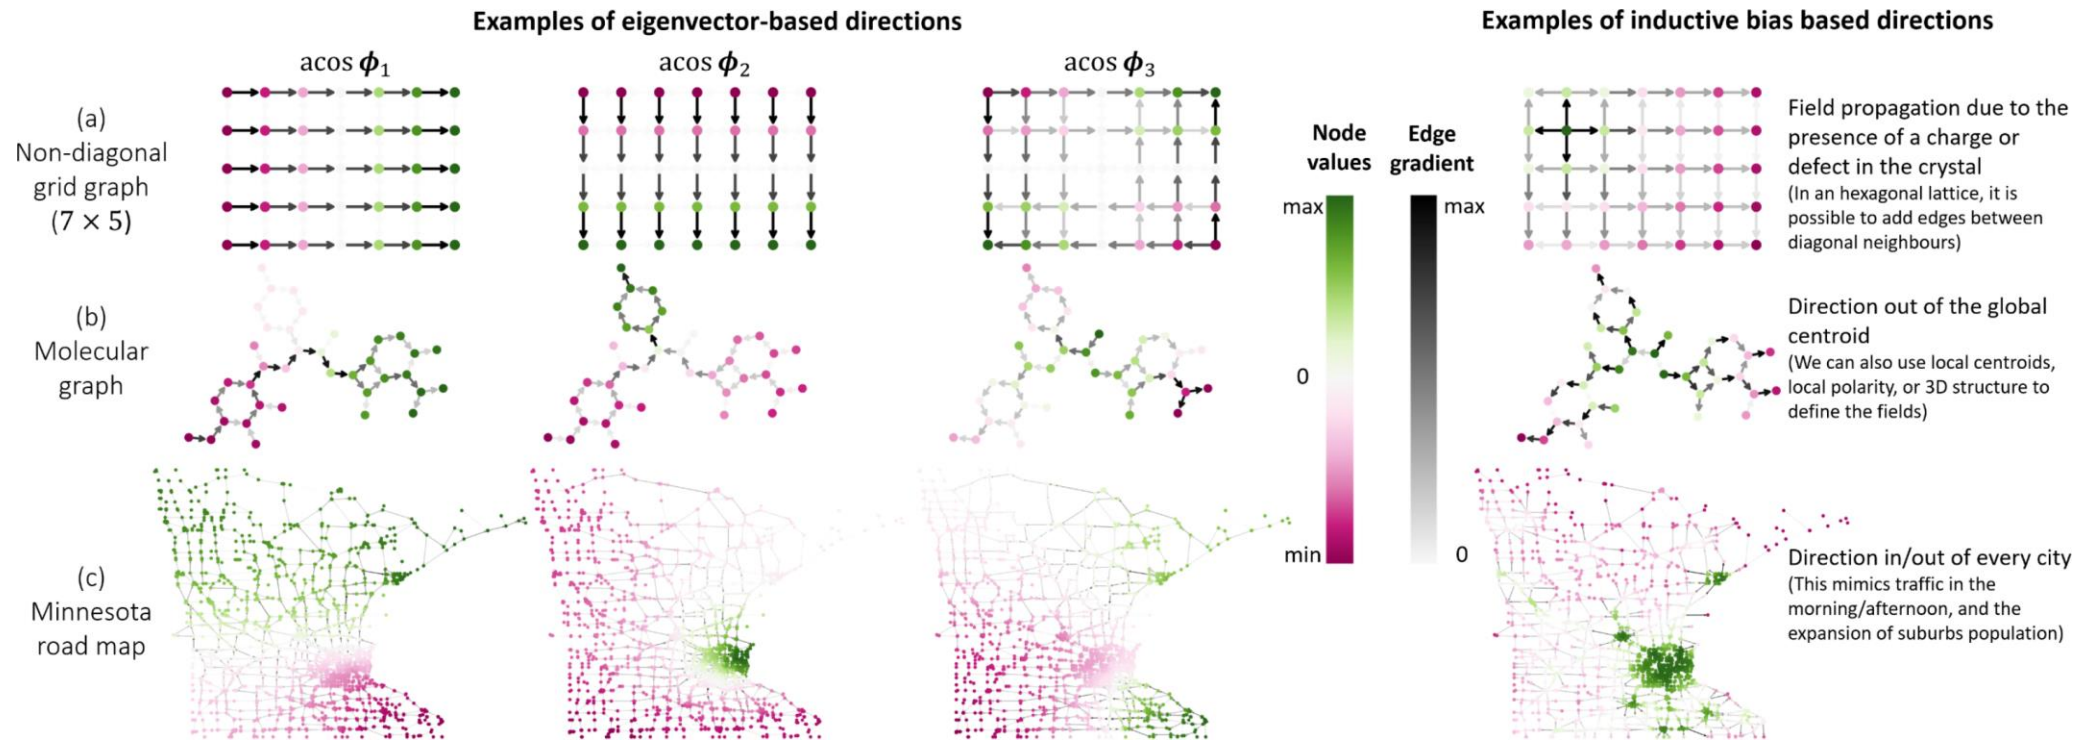 Examples of eigenvector-based directions
Examples of inductive bias based directions
acos ϕ₁
acos ϕ₂
acos ϕ₃
(a)
Non-diagonal
grid graph
(7 × 5)
Node
values
Edge
gradient
max
0
min
max
0
Field propagation due to the
presence of a charge or
defect in the crystal
(In an hexagonal lattice, it is
possible to add edges between
diagonal neighbours)
(b)
Molecular
graph
Direction out of the global
centroid
(We can also use local centroids,
local polarity, or 3D structure to
define the fields)
(c)
Minnesota
road map
Direction in/out of every city
(This mimics traffic in the
morning/afternoon, and the
expansion of suburbs population)